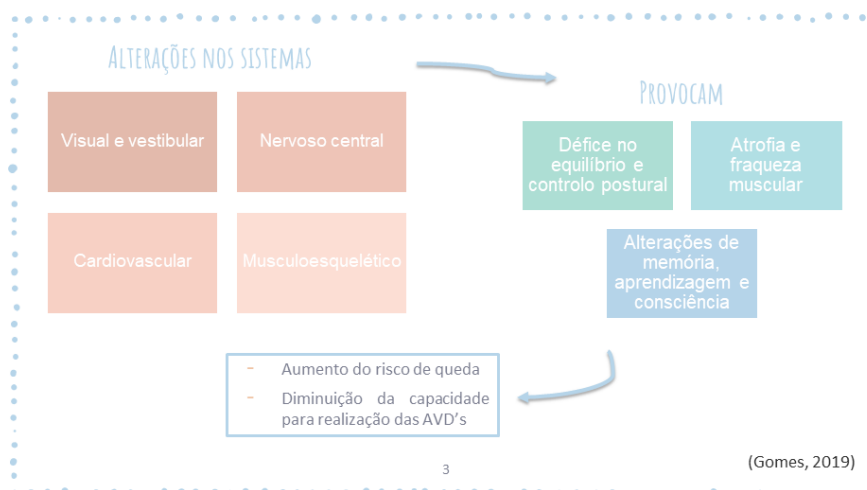 ALTERAÇÕES NOS SISTEMAS
Visual e vestibular
Nervoso central
Cardiovascular
Musculoesquelético
PROVOCAM
Défice no
equilíbrio e
controlo postural
Atrofia e
fraqueza
muscular
Alterações de
memória,
aprendizagem e
consciência
- Aumento do risco de queda
- Diminuição da capacidade
para realização das AVD's
3
(Gomes, 2019)